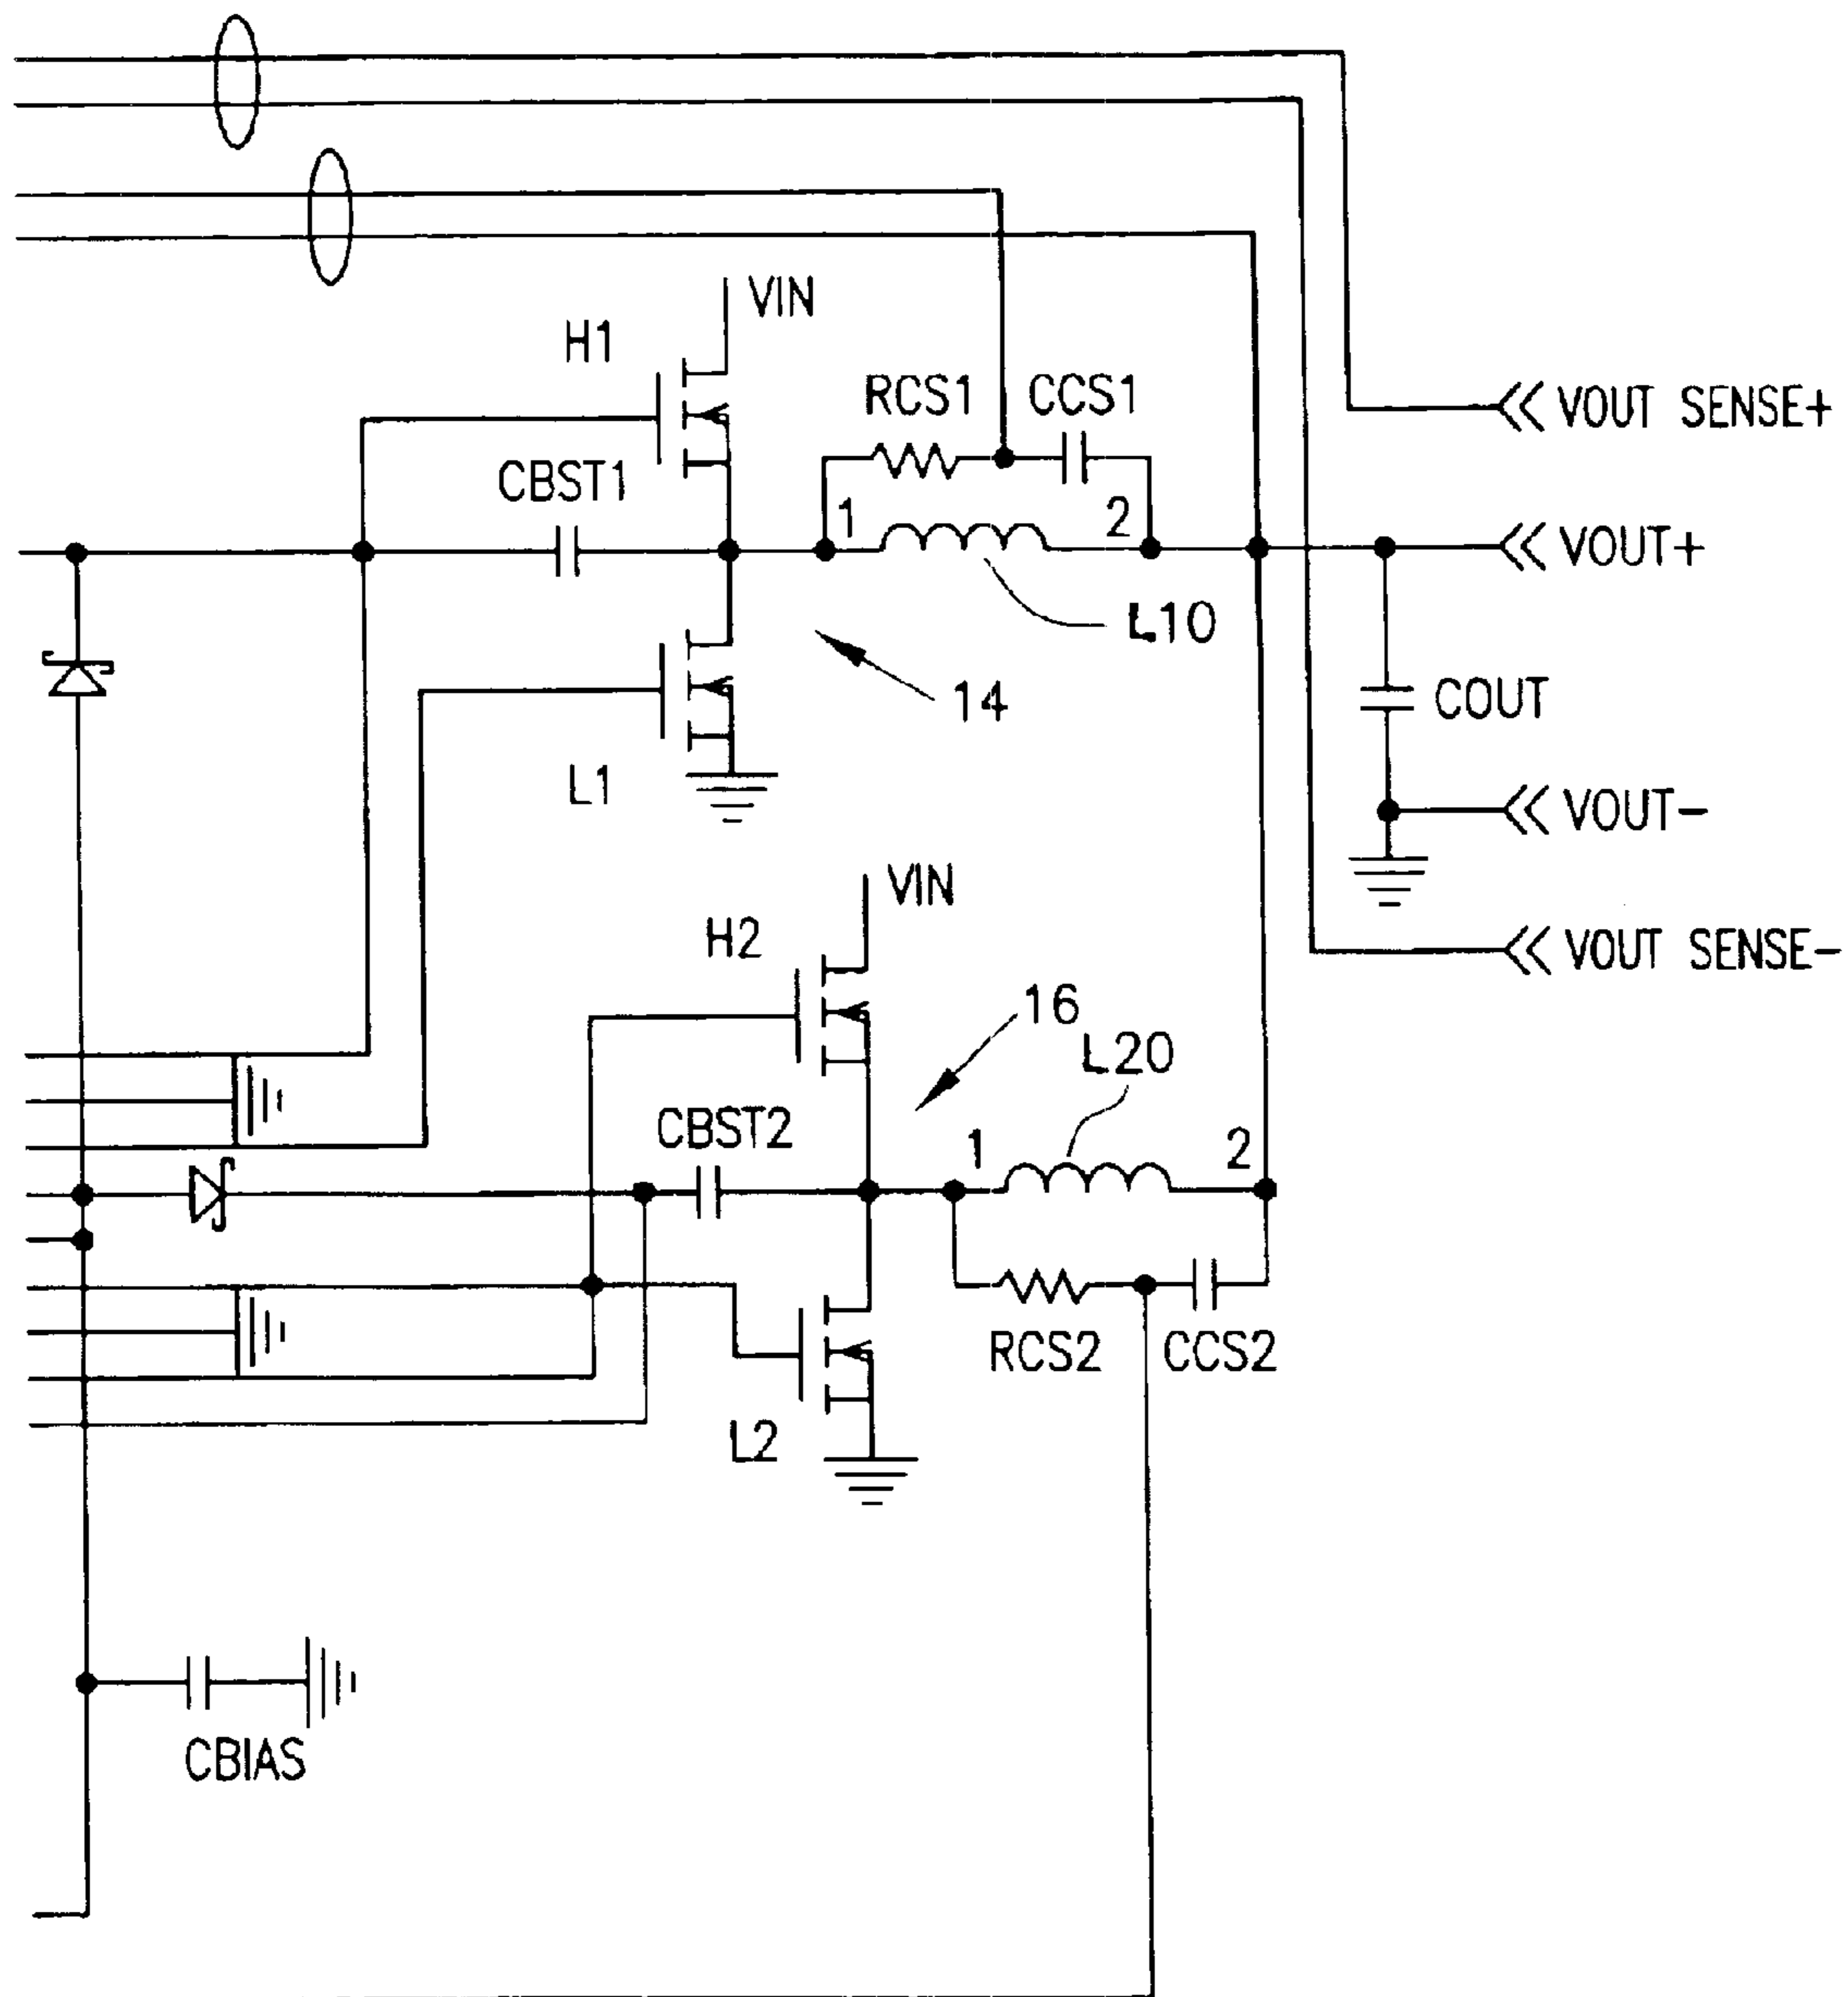 VIN
H1
RCS1 CCS1
VOUT SENSE+
CBST1
1 2
VOUT+
L10
14
COUT
L1
VOUT-
VIN
H2
VOUT SENSE-
16
L20
CBST2
1 2
RCS2 CCS2
L2
CBIAS